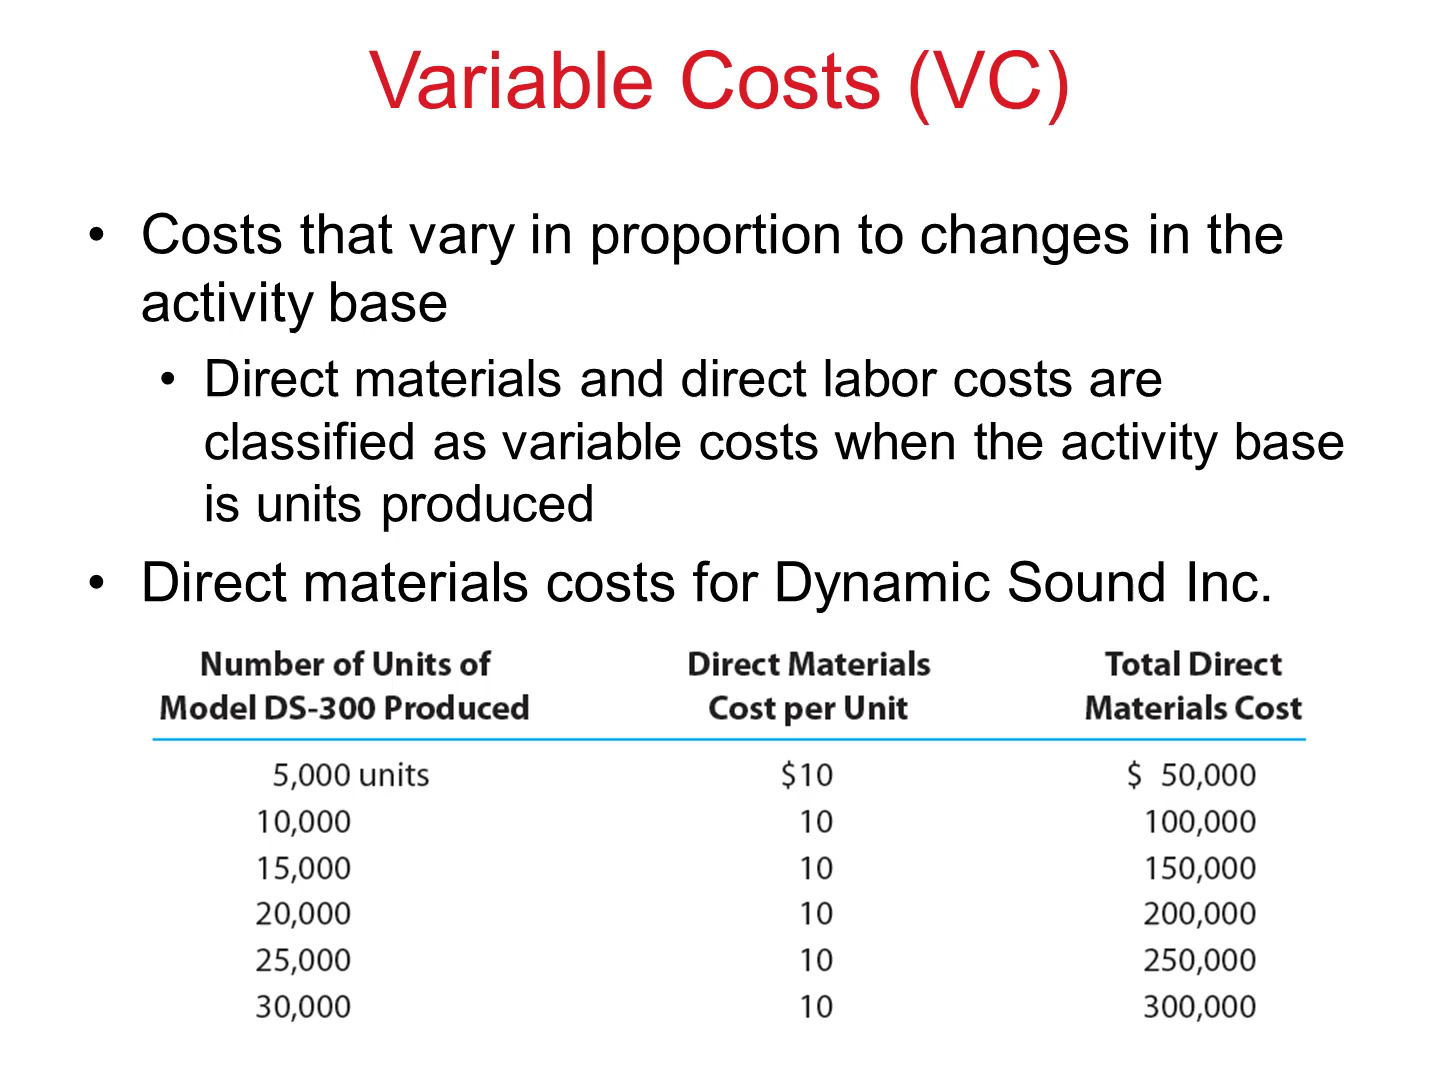 Variable Costs (VC)
• Costs that vary in proportion to changes in the
activity base
• Direct materials and direct labor costs are
classified as variable costs when the activity base
is units produced
• Direct materials costs for Dynamic Sound Inc.
Number of Units of Direct Materials Total Direct
Model DS-300 Produced Cost per Unit Materials Cost
5,000 units $10 $ 50,000
10,000 10 100,000
15,000 10 150,000
20,000 10 200,000
25,000 10 250,000
30,000 10 300,000